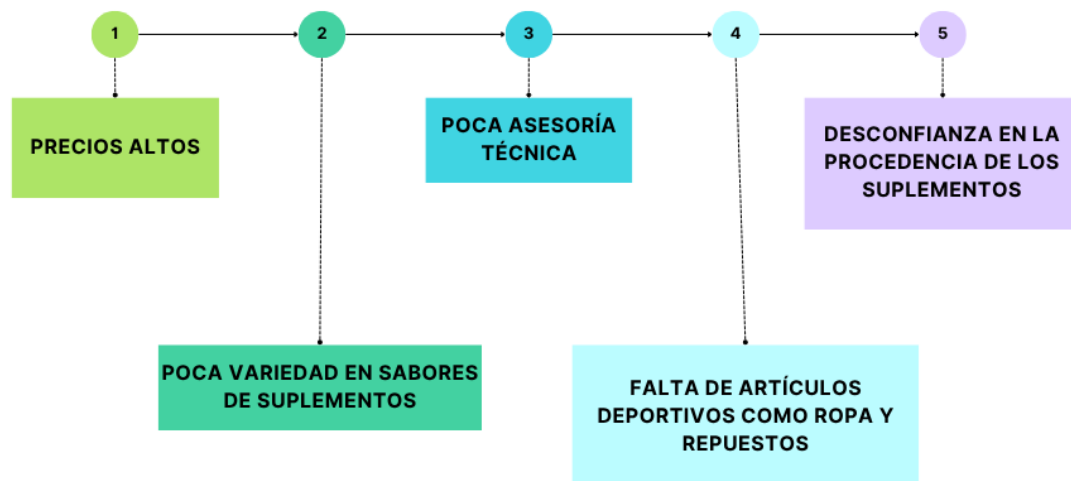 1
2
3
4
5
PRECIOS ALTOS
POCA VARIEDAD EN SABORES
DE SUPLEMENTOS
POCA ASESORÍA
TÉCNICA
FALTA DE ARTÍCULOS
DEPORTIVOS COMO ROPA Y
REPUESTOS
DESCONFIANZA EN LA
PROCEDENCIA DE LOS
SUPLEMENTOS